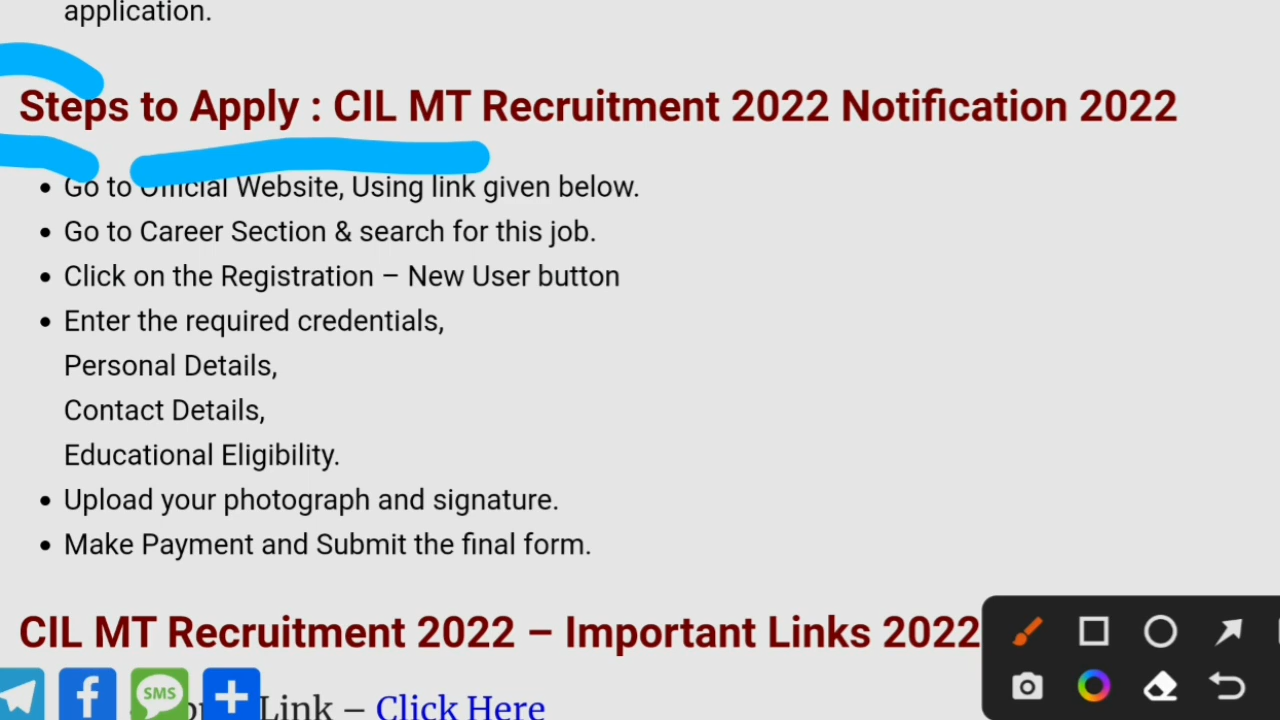 application.
Steps to Apply : CIL MT Recruitment 2022 Notification 2022
• Go to Official Website, Using link given below.
• Go to Career Section & search for this job.
• Click on the Registration – New User button
• Enter the required credentials,
Personal Details,
Contact Details,
Educational Eligibility.
• Upload your photograph and signature.
• Make Payment and Submit the final form.
CIL MT Recruitment 2022 – Important Links 2022
SMS
Link – Click Here